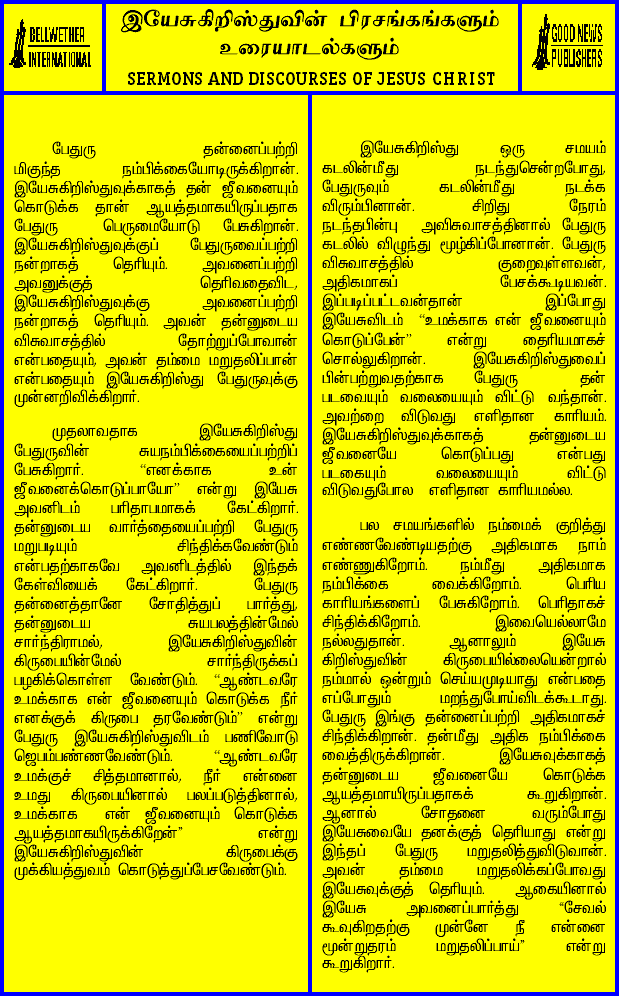 BELLWETHER
INTERNATIONAL
இயேசுகிறிஸ்துவின் பிரசங்கங்களும்
உரையாடல்களும்
SERMONS AND DISCOURSES OF JESUS CHRIST
GOOD NEWS
PUBLISHERS
பேதுரு தன்னைப்பற்றி
மிகுந்த நம்பிக்கையோடிருக்கிறான்.
இயேசுகிறிஸ்துவுக்காகத் தன் ஜீவனையும்
கொடுக்க தான் ஆயத்தமாகயிருப்பதாக
பேதுரு பெருமையோடு பேசுகிறான்.
இயேசுகிறிஸ்துவுக்குப் பேதுருவைப்பற்றி
நன்றாகத் தெரியும். அவனைப்பற்றி
அவனுக்குத் தெரிவதைவிட,
இயேசுகிறிஸ்துவுக்கு அவனைப்பற்றி
நன்றாகத் தெரியும். அவன் தன்னுடைய
விசுவாசத்தில் தோற்றுப்போவான்
என்பதையும், அவன் தம்மை மறுதலிப்பான்
என்பதையும் இயேசுகிறிஸ்து பேதுருவுக்கு
முன்னறிவிக்கிறார்.
முதலாவதாக இயேசுகிறிஸ்து
பேதுருவின் சுயநம்பிக்கையைப்பற்றிப்
பேசுகிறார். “எனக்காக உன்
ஜீவனைக்கொடுப்பாயோ” என்று இயேசு
அவனிடம் பரிதாபமாகக் கேட்கிறார்.
தன்னுடைய வார்த்தையைப்பற்றி பேதுரு
மறுபடியும் சிந்திக்கவேண்டும்
என்பதற்காகவே அவனிடத்தில் இந்தக்
கேள்வியைக் கேட்கிறார். பேதுரு
தன்னைத்தானே சோதித்துப் பார்த்து,
தன்னுடைய சுயபலத்தின்மேல்
சார்ந்திராமல், இயேசுகிறிஸ்துவின்
கிருபையின்மேல் சார்ந்திருக்கப்
பழகிக்கொள்ள வேண்டும். “ஆண்டவரே
உமக்காக என் ஜீவனையும் கொடுக்க நீர்
எனக்குக் கிருபை தரவேண்டும்” என்று
பேதுரு இயேசுகிறிஸ்துவிடம் பணிவோடு
ஜெபம்பண்ணவேண்டும். “ஆண்டவரே
உமக்குச் சித்தமானால், நீர் என்னை
உமது கிருபையினால் பலப்படுத்தினால்,
உமக்காக என் ஜீவனையும் கொடுக்க
ஆயத்தமாகயிருக்கிறேன்” என்று
இயேசுகிறிஸ்துவின் கிருபைக்கு
முக்கியத்துவம் கொடுத்துப்பேசவேண்டும்.
இயேசுகிறிஸ்து ஒரு சமயம்
கடலின்மீது நடந்துசென்றபோது,
பேதுருவும் கடலின்மீது நடக்க
விரும்பினான். சிறிது நேரம்
நடந்தபின்பு அவிசுவாசத்தினால் பேதுரு
கடலில் விழுந்து மூழ்கிப்போனான். பேதுரு
விசுவாசத்தில் குறைவுள்ளவன்,
அதிகமாகப் பேசக்கூடியவன்.
இப்படிப்பட்டவன்தான் இப்போது
இயேசுவிடம் “உமக்காக என் ஜீவனையும்
கொடுப்பேன்” என்று தைரியமாகச்
சொல்லுகிறான். இயேசுகிறிஸ்துவைப்
பின்பற்றுவதற்காக பேதுரு தன்
படவையும் வலையையும் விட்டு வந்தான்.
அவற்றை விடுவது எளிதான காரியம்.
இயேசுகிறிஸ்துவுக்காகத் தன்னுடைய
ஜீவனையே கொடுப்பது என்பது
படகையும் வலையையும் விட்டு
விடுவதுபோல எளிதான காரியமல்ல.
பல சமயங்களில் நம்மைக் குறித்து
எண்ணவேண்டியதற்கு அதிகமாக நாம்
எண்ணுகிறோம். நம்மீது அதிகமாக
நம்பிக்கை வைக்கிறோம். பெரிய
காரியங்களைப் பேசுகிறோம். பெரிதாகச்
சிந்திக்கிறோம். இவையெல்லாமே
நல்லதுதான். ஆனாலும் இயேசு
கிறிஸ்துவின் கிருபையில்லையென்றால்
நம்மால் ஒன்றும் செய்யமுடியாது என்பதை
எப்போதும் மறந்துபோய்விடக்கூடாது.
பேதுரு இங்கு தன்னைப்பற்றி அதிகமாகச்
சிந்திக்கிறான். தன்மீது அதிக நம்பிக்கை
வைத்திருக்கிறான். இயேசுவுக்காகத்
தன்னுடைய ஜீவனையே கொடுக்க
ஆயத்தமாயிருப்பதாகக் கூறுகிறான்.
ஆனால் சோதனை வரும்போது
இயேசுவையே தனக்குத் தெரியாது என்று
இந்தப் பேதுரு மறுதலித்துவிடுவான்.
அவன் தம்மை மறுதலிக்கப்போவது
இயேசுவுக்குத் தெரியும். ஆகையினால்
இயேசு அவனைப்பார்த்து “சேவல்
கூவுகிறதற்கு முன்னே நீ என்னை
மூன்றுதரம் மறுதலிப்பாய்” என்று
கூறுகிறார்.